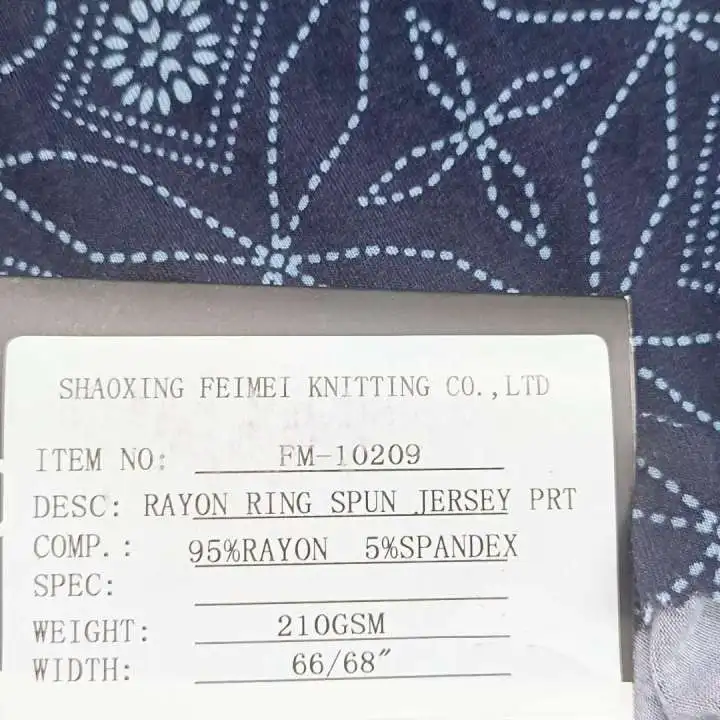 SHAOXING FEIMEI KNITTING CO.,LTD
ITEM NO: FM-10209
DESC: RAYON RING SPUN JERSEY PRT
COMP.: 95%RAYON 5%SPANDEX
SPEC:
WEIGHT: 210GSM
WIDTH: 66/68"